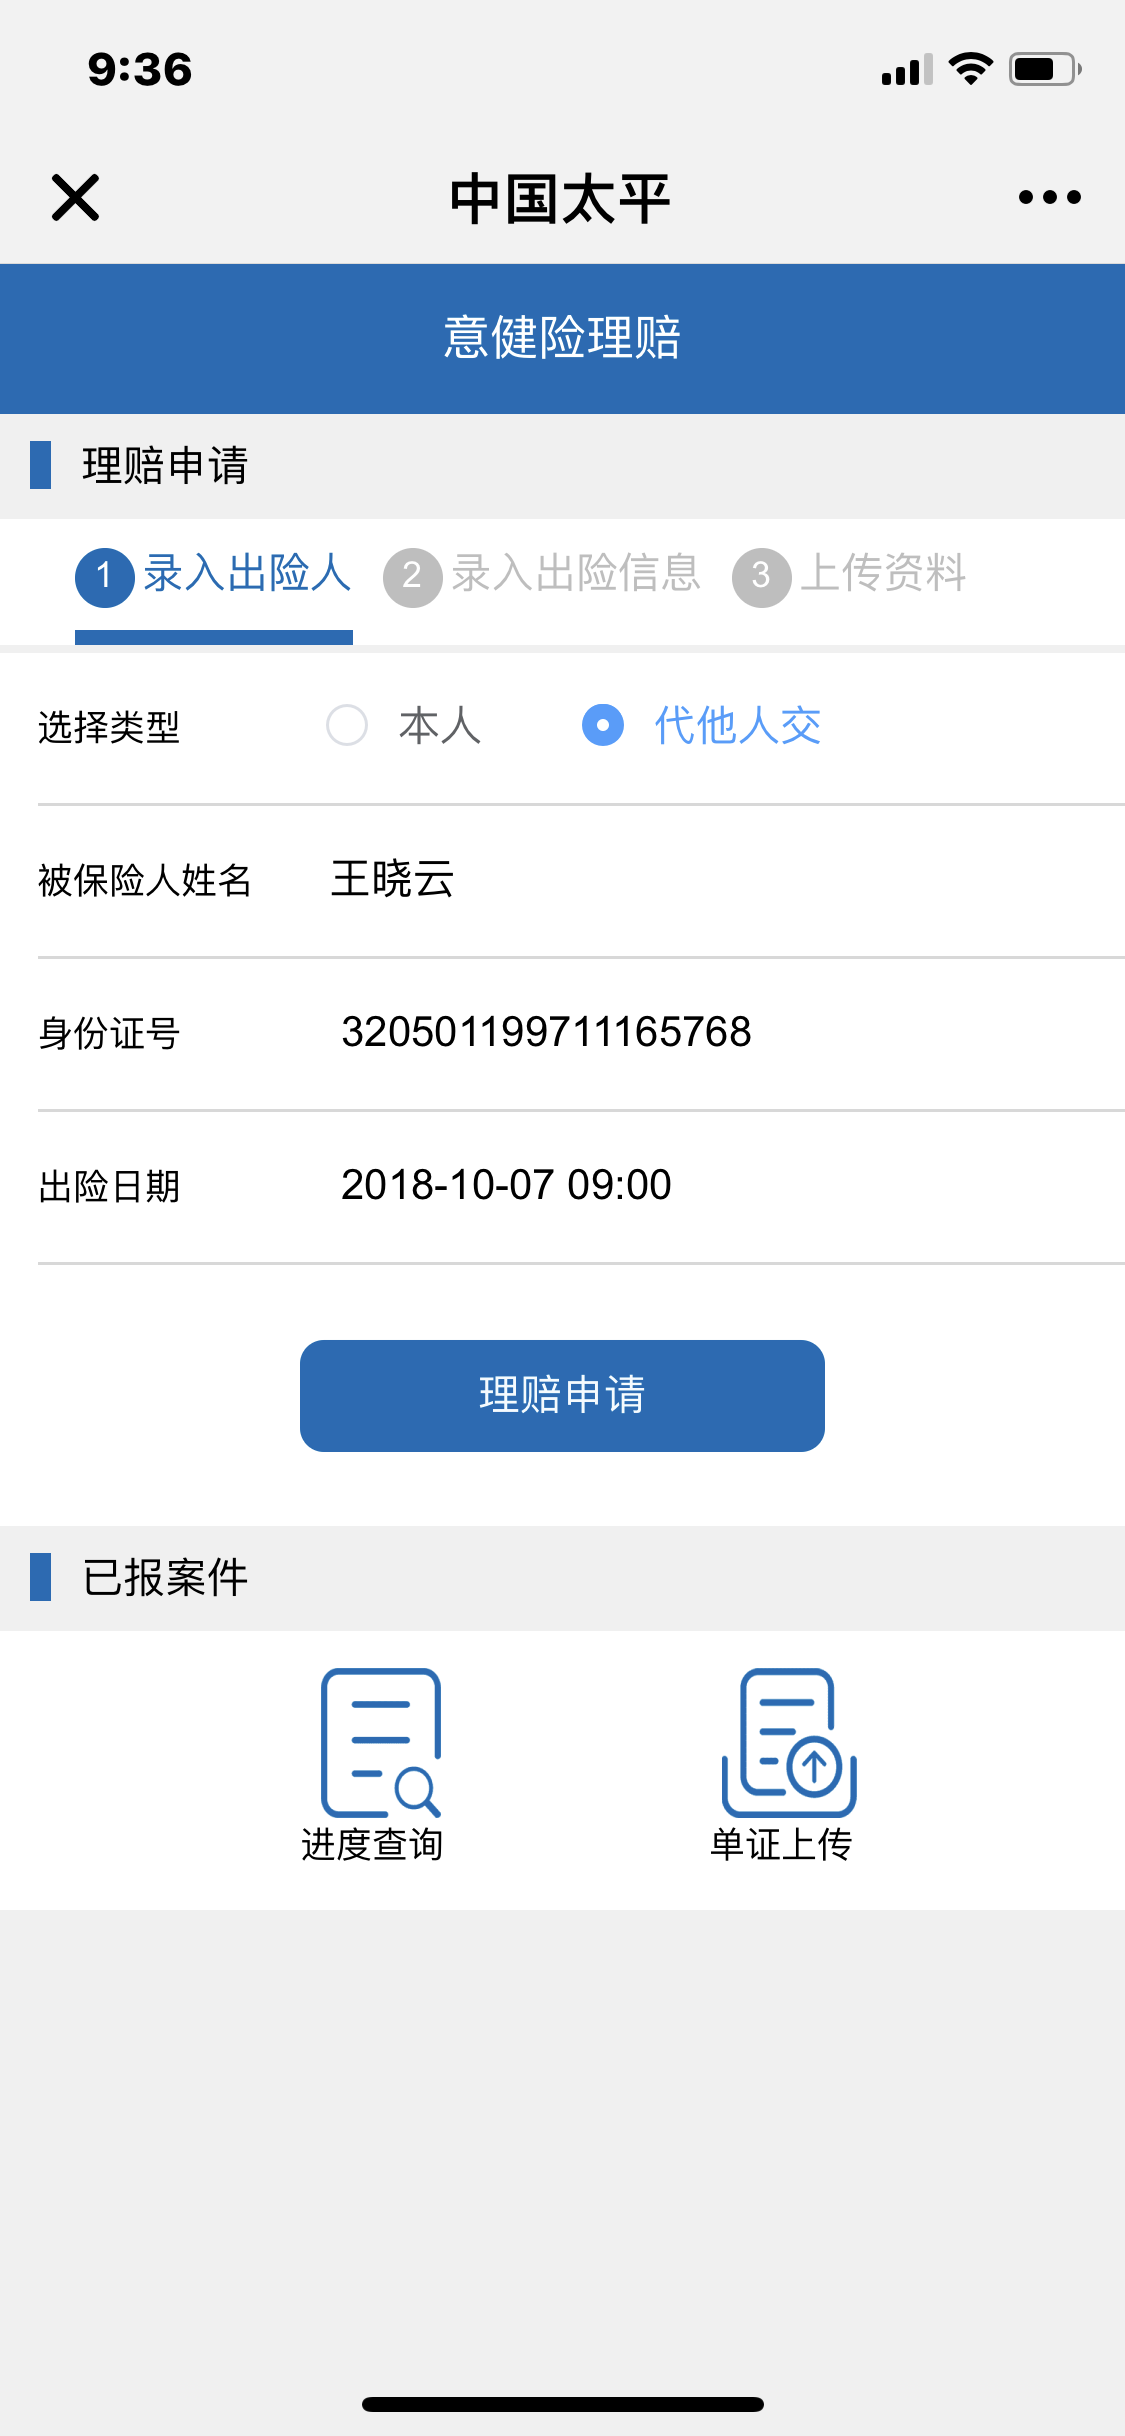 9:36
中国太平
意健险理赔
理赔申请
1 录入出险人 2 录入出险信息 3 上传资料
选择类型 本人 代他人交
被保险人姓名 王晓云
身份证号 320501199711165768
出险日期 2018-10-07 09:00
理赔申请
已报案件
进度查询 单证上传